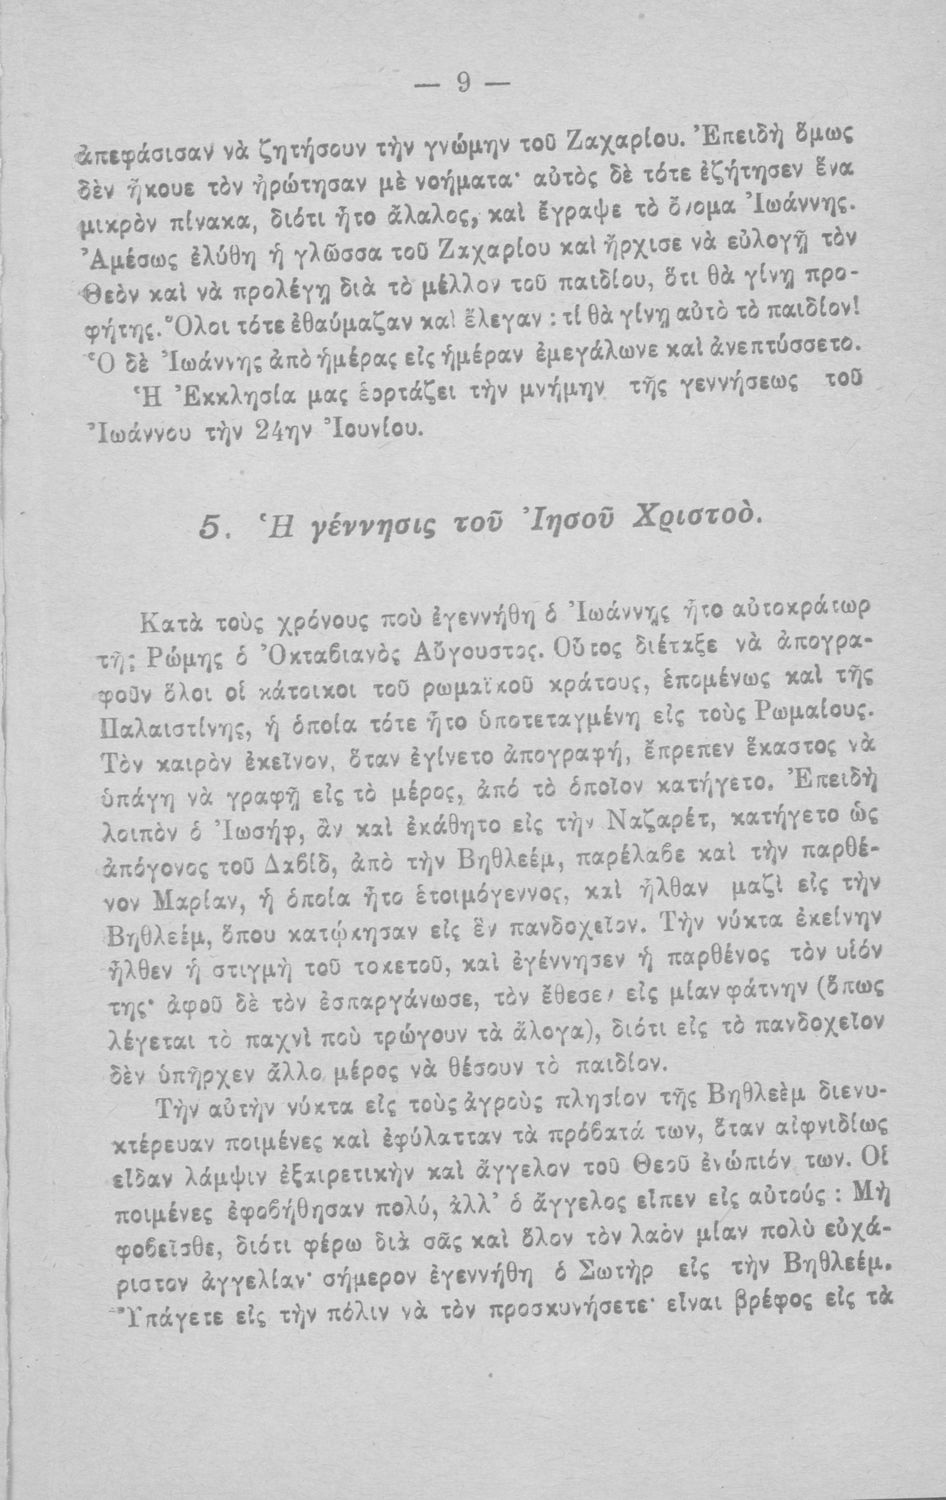 — 9 —
ἀπεφάσισαν νὰ ζητήσουν τὴν γνώμην τοῦ Ζαχαρίου. Ἐπειδὴ ὅμως
δὲν ἤκουε τὸν ἠρώτησαν μὲ νοήματα· αὐτὸς δὲ τότε ἐζήτησεν ἕνα
μικρὸν πίνακα, διότι ἦτο ἄλαλος, καὶ ἔγραψε τὸ ὄνομα Ἰωάννης.
Ἀμέσως ἐλύθη ἡ γλῶσσα τοῦ Ζαχαρίου καὶ ἤρχισε νὰ εὐλογῇ τὸν
Θεὸν καὶ νὰ προλέγῃ διὰ τὸ μέλλον τοῦ παιδίου, ὅτι θὰ γίνῃ προ-
φήτης. Ὅλοι τότε ἐθαύμαζαν καὶ ἔλεγαν : τί θὰ γίνῃ αὐτὸ τὸ παιδίον!
Ὁ δὲ Ἰωάννης ἀπὸ ἡμέρας εἰς ἡμέραν ἐμεγάλωνε καὶ ἀνεπτύσσετο.
Ἡ Ἐκκλησία μας ἑορτάζει τὴν μνήμην τῆς γεννήσεως τοῦ
Ἰωάννου τὴν 24ην Ἰουνίου.
5. Ἡ γέννησις τοῦ Ἰησοῦ Χριστοὸ.
Κατὰ τοὺς χρόνους ποὺ ἐγεννήθη ὁ Ἰωάννης ἦτο αὐτοκράτωρ
τῆς Ρώμης ὁ Ὀκταβιανὸς Αὔγουστος. Οὗτος διέταξε νὰ ἀπογρα-
φοῦν ὅλοι οἱ κάτοικοι τοῦ ρωμαϊκοῦ κράτους, ἑπομένως καὶ τῆς
Παλαιστίνης, ἡ ὁποία τότε ἦτο ὑποτεταγμένη εἰς τοὺς Ρωμαίους.
Τὸν καιρὸν ἐκεῖνον, ὅταν ἐγίνετο ἀπογραφή, ἔπρεπεν ἕκαστος νὰ
ὑπάγῃ νὰ γραφῇ εἰς τὸ μέρος, ἀπό τὸ ὁποῖον κατήγετο. Ἐπειδὴ
λοιπὸν ὁ Ἰωσήφ, ἂν καὶ ἐκάθητο εἰς τὴν Ναζαρέτ, κατήγετο ὡς
ἀπόγονος τοῦ Δαβίδ, ἀπὸ τὴν Βηθλεέμ, παρέλαβε καὶ τὴν παρθέ-
νον Μαρίαν, ἡ ὁποία ἦτο ἑτοιμόγεννος, καὶ ἦλθαν μαζὶ εἰς τὴν
Βηθλεέμ, ὅπου κατῴκησαν εἰς ἓν πανδοχεῖον. Τὴν νύκτα ἐκείνην
ἦλθεν ἡ στιγμὴ τοῦ τοκετοῦ, καὶ ἐγέννησεν ἡ παρθένος τὸν υἱόν
της· ἀφοῦ δὲ τὸν ἐσπαργάνωσε, τὸν ἔθεσεν εἰς μίαν φάτνην (ὅπως
λέγεται τὸ παχνὶ ποὺ τρώγουν τὰ ἄλογα), διότι εἰς τὸ πανδοχεῖον
δὲν ὑπῆρχεν ἄλλο μέρος νὰ θέσουν τὸ παιδίον.
Τὴν αὐτὴν νύκτα εἰς τοὺς ἀγροὺς πλησίον τῆς Βηθλεὲμ διενυ-
κτέρευαν ποιμένες καὶ ἐφύλατταν τὰ πρόβατά των, ὅταν αἰφνιδίως
εἶδαν λάμψιν ἐξαιρετικὴν καὶ ἄγγελον τοῦ Θεοῦ ἐνώπιόν των. Οἱ
ποιμένες ἐφοβήθησαν πολύ, ἀλλ’ ὁ ἄγγελος εἶπεν εἰς αὐτούς : Μὴ
φοβεῖσθε, διότι φέρω διὰ σᾶς καὶ ὅλον τὸν λαὸν μίαν πολὺ εὐχά-
ριστον ἀγγελίαν· σήμερον ἐγεννήθη ὁ Σωτὴρ εἰς τὴν Βηθλεέμ.
Ὑπάγετε εἰς τὴν πόλιν νὰ τὸν προσκυνήσετε· εἶναι βρέφος εἰς τὰ